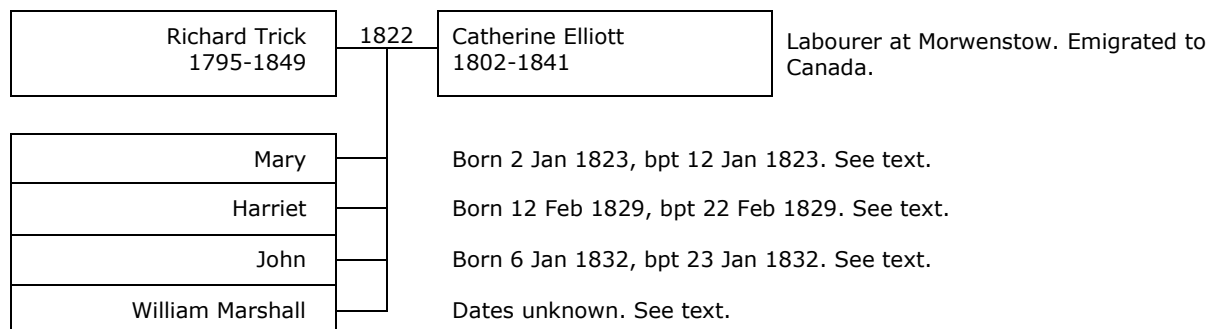 Richard Trick
1795-1849
1822
Catherine Elliott
1802-1841
Labourer at Morwenstow. Emigrated to
Canada.
Mary
Born 2 Jan 1823, bpt 12 Jan 1823. See text.
Harriet
Born 12 Feb 1829, bpt 22 Feb 1829. See text.
John
Born 6 Jan 1832, bpt 23 Jan 1832. See text.
William Marshall
Dates unknown. See text.